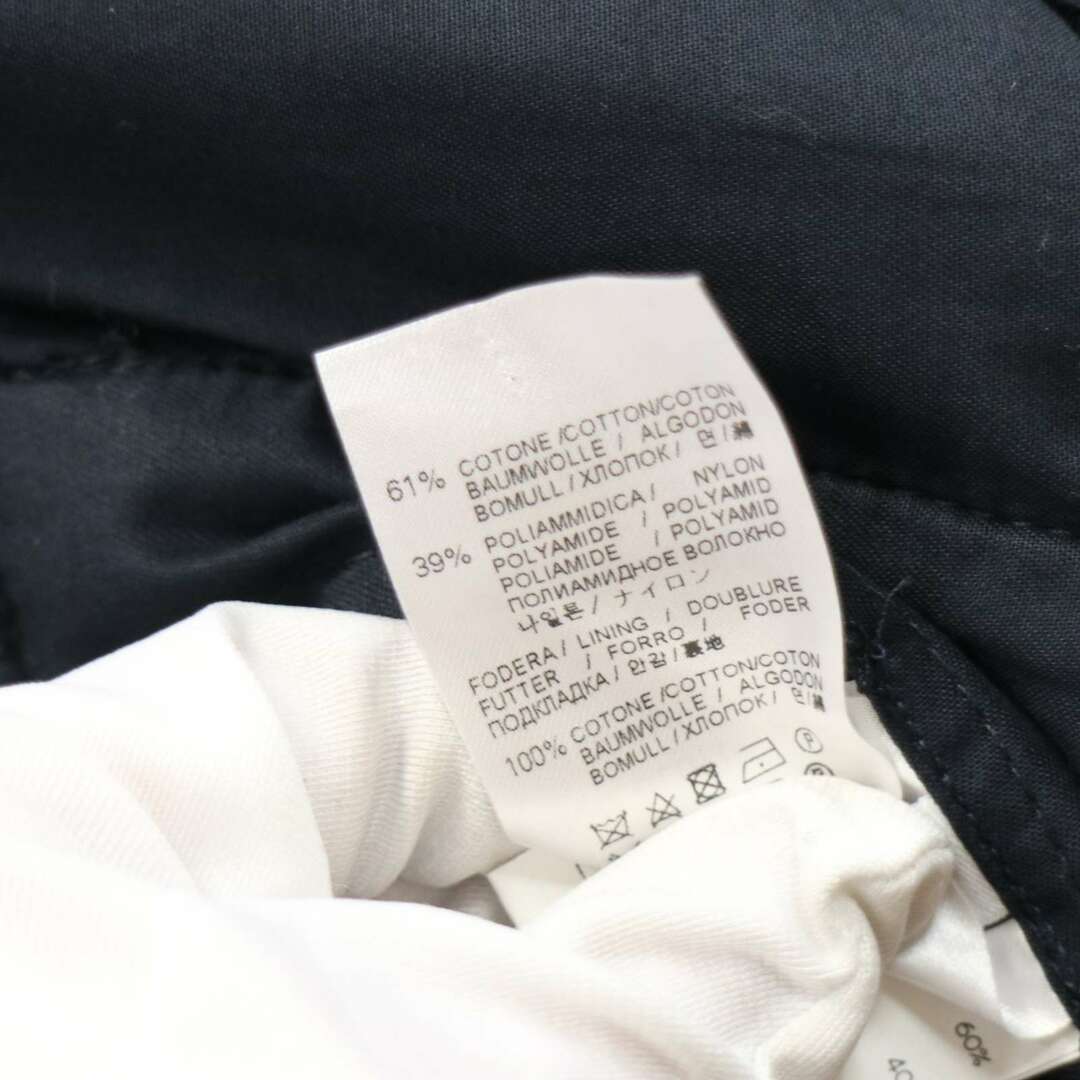 61% COTONE /COTTON/COTON
BAUMWOLLE / ALGODON
BOMULL / ХЛОПОК / 면 / 綿
39% POLIAMMIDICA / NYLON
POLYAMIDE / POLYAMID
POLIAMIDE / POLYAMID
ПОЛИАМИДНОЕ ВОЛОКНО
나일론 / ナイロン
FODERA / LINING / DOUBLURE
FUTTER / FORRO / FODER
ПОДКЛАДКА / 안감 / 裏地
100% COTONE /COTTON/COTON
BAUMWOLLE / ALGODON
BOMULL / ХЛОПОК / 면 / 綿
P
60%